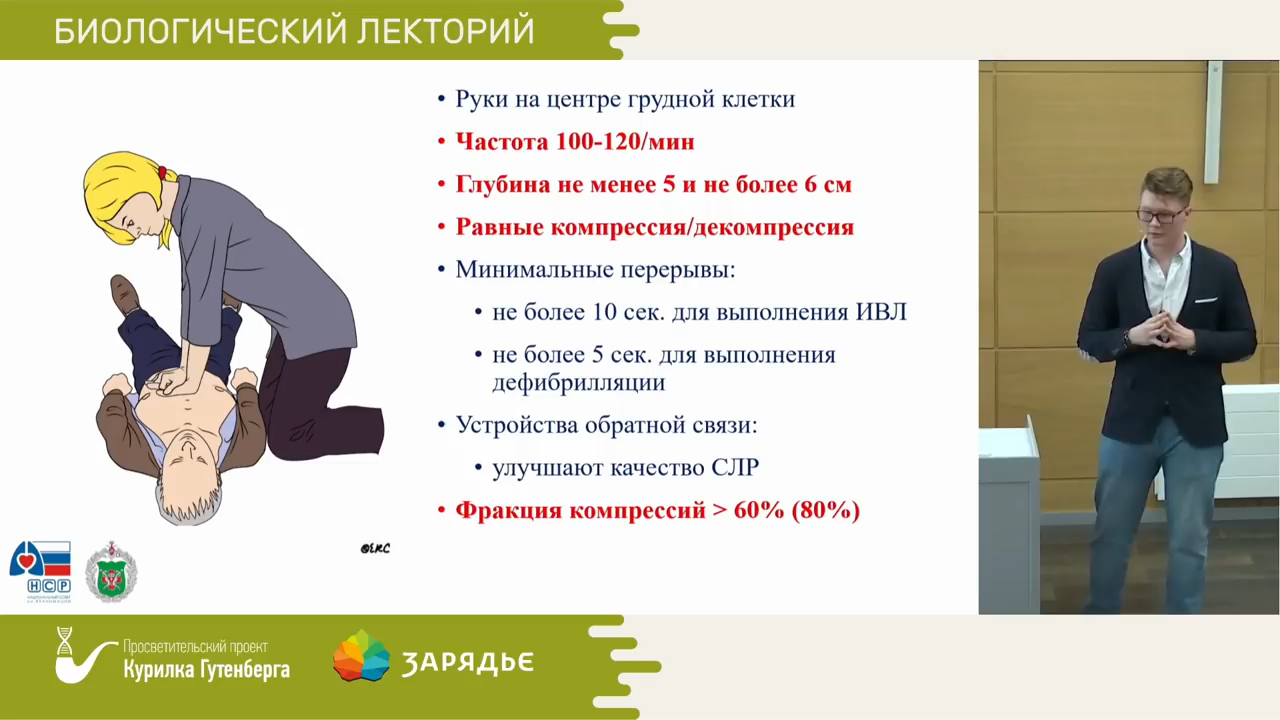 БИОЛОГИЧЕСКИЙ ЛЕКТОРИЙ
• Руки на центре грудной клетки
• Частота 100-120/мин
• Глубина не менее 5 и не более 6 см
• Равные компрессия/декомпрессия
• Минимальные перерывы:
• не более 10 сек. для выполнения ИВЛ
• не более 5 сек. для выполнения
дефибрилляции
• Устройства обратной связи:
• улучшают качество СЛР
• Фракция компрессий > 60% (80%)
@ERC
НСР
Просветительский проект
Курилка Гутенберга
ЗАРЯДЬЕ